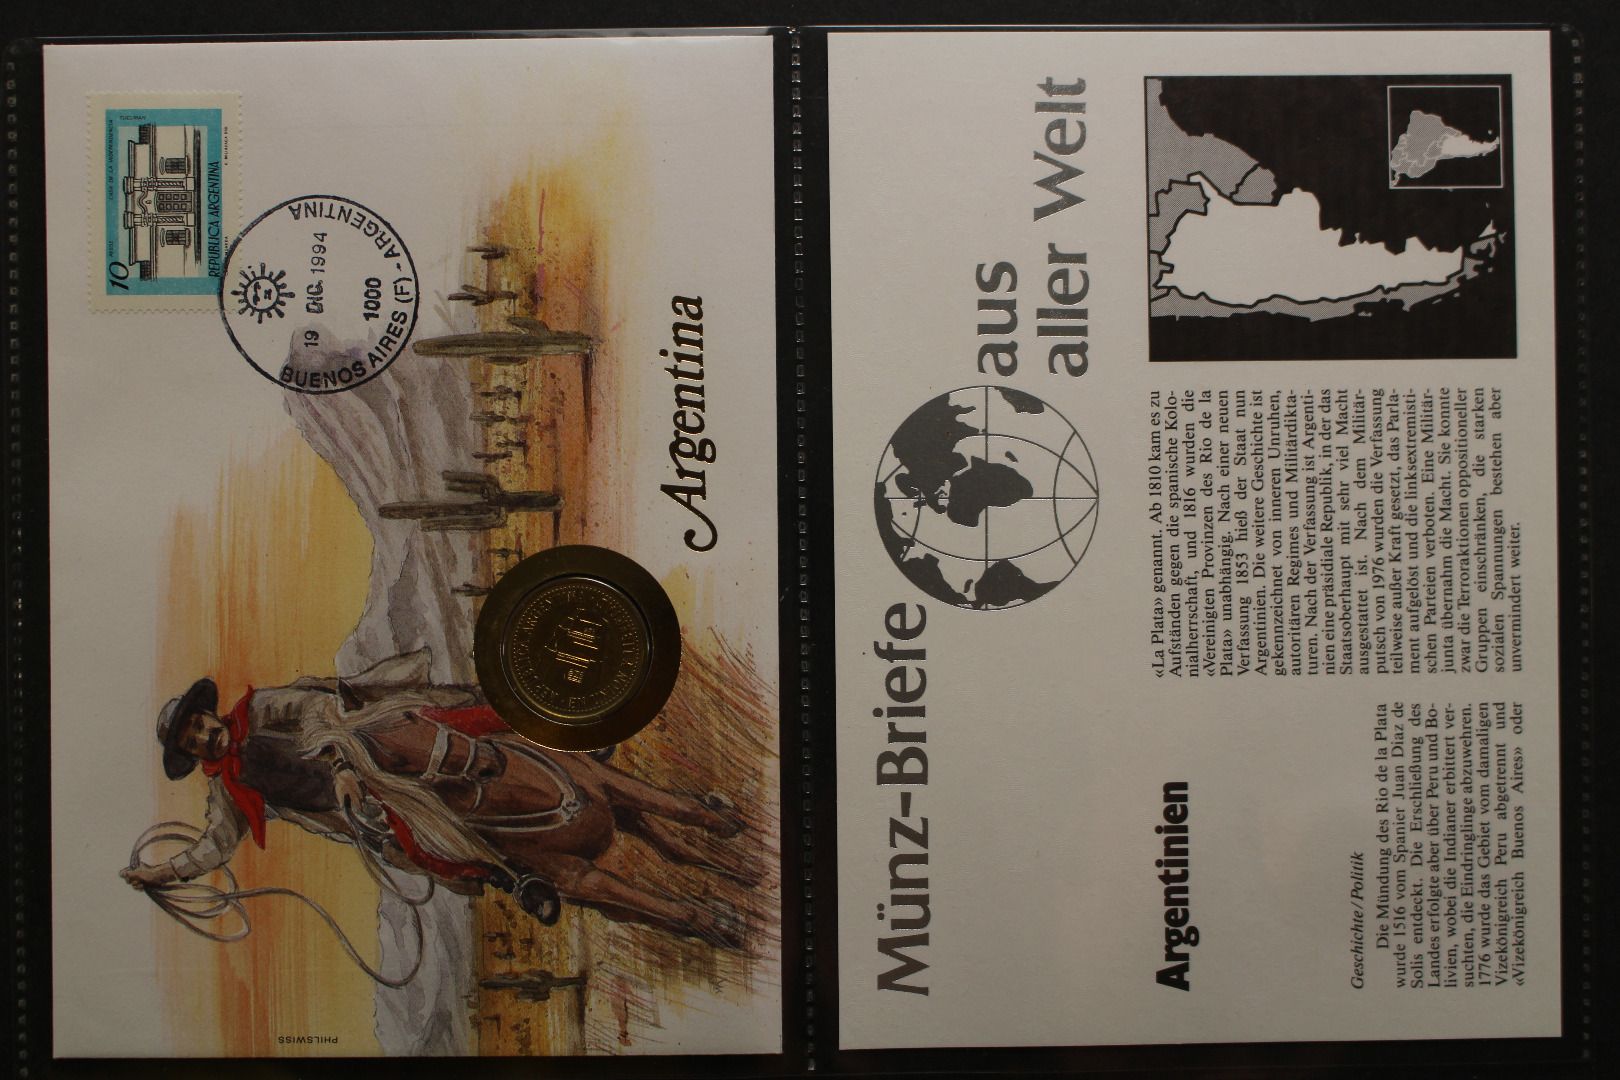 10 PESOS
CASA DE LA INDEPENDENCIA
TUCUMAN
REPUBLICA ARGENTINA
BUENOS AIRES (F) - ARGENTINA
19 DIC. 1994
1000
Argentina
PHILSWISS
Münz-Briefe
aus
aller Welt
Argentinien
Geschichte/Politik
Die Mündung des Rio de la Plata
wurde 1516 vom Spanier Juan Diaz de
Solis entdeckt. Die Erschließung des
Landes erfolgte aber über Peru und Bo-
livien, wobei die Indianer erbittert ver-
suchten, die Eindringlinge abzuwehren.
1776 wurde das Gebiet vom damaligen
Vizekönigreich Peru abgetrennt und
«Vizekönigreich Buenos Aires» oder
«La Plata» genannt. Ab 1810 kam es zu
Aufständen gegen die spanische Kolo-
nialherrschaft, und 1816 wurden die
«Vereinigten Provinzen des Rio de la
Plata» unabhängig. Nach einer neuen
Verfassung 1853 hieß der Staat nun
Argentinien. Die weitere Geschichte ist
gekennzeichnet von inneren Unruhen,
autoritären Regimes und Militärdikta-
turen. Nach der Verfassung ist Argenti-
nien eine präsidiale Republik, in der das
Staatsoberhaupt mit sehr viel Macht
ausgestattet ist. Nach dem Militär-
putsch von 1976 wurden die Verfassung
teilweise außer Kraft gesetzt, das Parla-
ment aufgelöst und die linksextremisti-
schen Parteien verboten. Eine Militär-
junta übernahm die Macht. Sie konnte
zwar die Terroraktionen oppositioneller
Gruppen einschränken, die starken
sozialen Spannungen bestehen aber
unvermindert weiter.